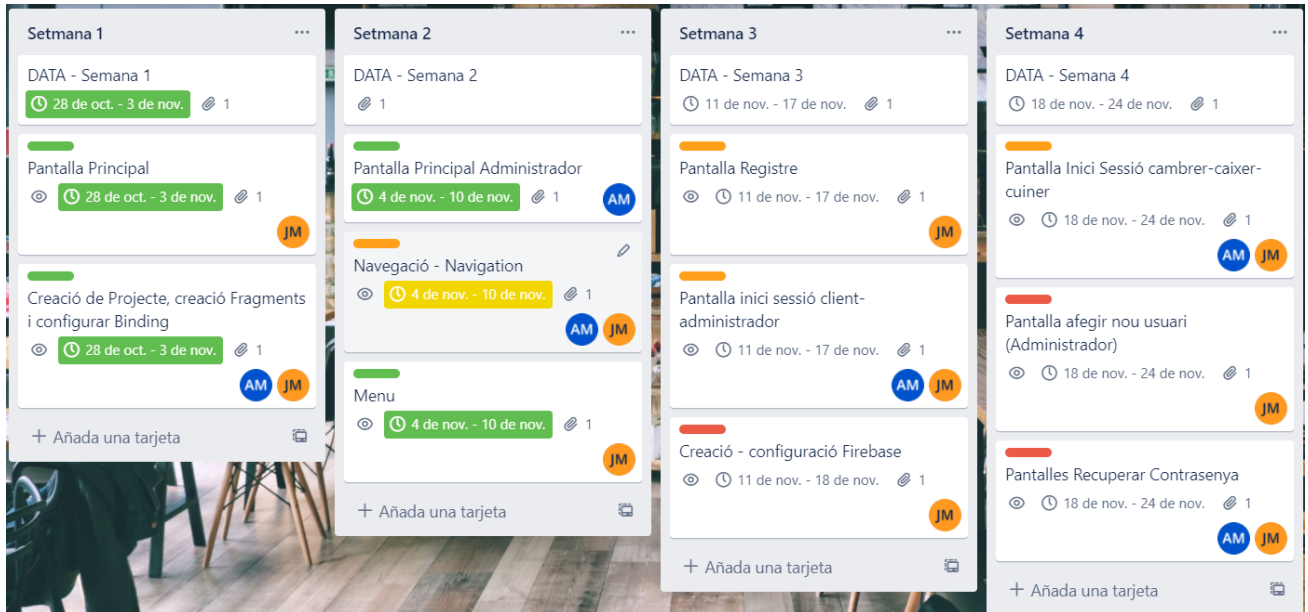 Setmana 1
DATA - Semana 1
28 de oct. - 3 de nov. 1
Pantalla Principal
28 de oct. - 3 de nov. 1
JM
Creació de Projecte, creació Fragments
i configurar Binding
28 de oct. - 3 de nov. 1
AM JM
+ Añada una tarjeta
Setmana 2
DATA - Semana 2
1
Pantalla Principal Administrador
4 de nov. - 10 de nov. 1
AM
Navegació - Navigation
4 de nov. - 10 de nov. 1
AM JM
Menu
4 de nov. - 10 de nov. 1
JM
+ Añada una tarjeta
Setmana 3
DATA - Semana 3
11 de nov. - 17 de nov. 1
Pantalla Registre
11 de nov. - 17 de nov. 1
JM
Pantalla inici sessió client-
administrador
11 de nov. - 17 de nov. 1
AM JM
Creació - configuració Firebase
11 de nov. - 18 de nov. 1
JM
+ Añada una tarjeta
Setmana 4
DATA - Semana 4
18 de nov. - 24 de nov. 1
Pantalla Inici Sessió cambrer-caixer-
cuiner
18 de nov. - 24 de nov. 1
AM JM
Pantalla afegir nou usuari
(Administrador)
18 de nov. - 24 de nov. 1
JM
Pantalles Recuperar Contrasenya
18 de nov. - 24 de nov. 1
AM JM
+ Añada una tarjeta